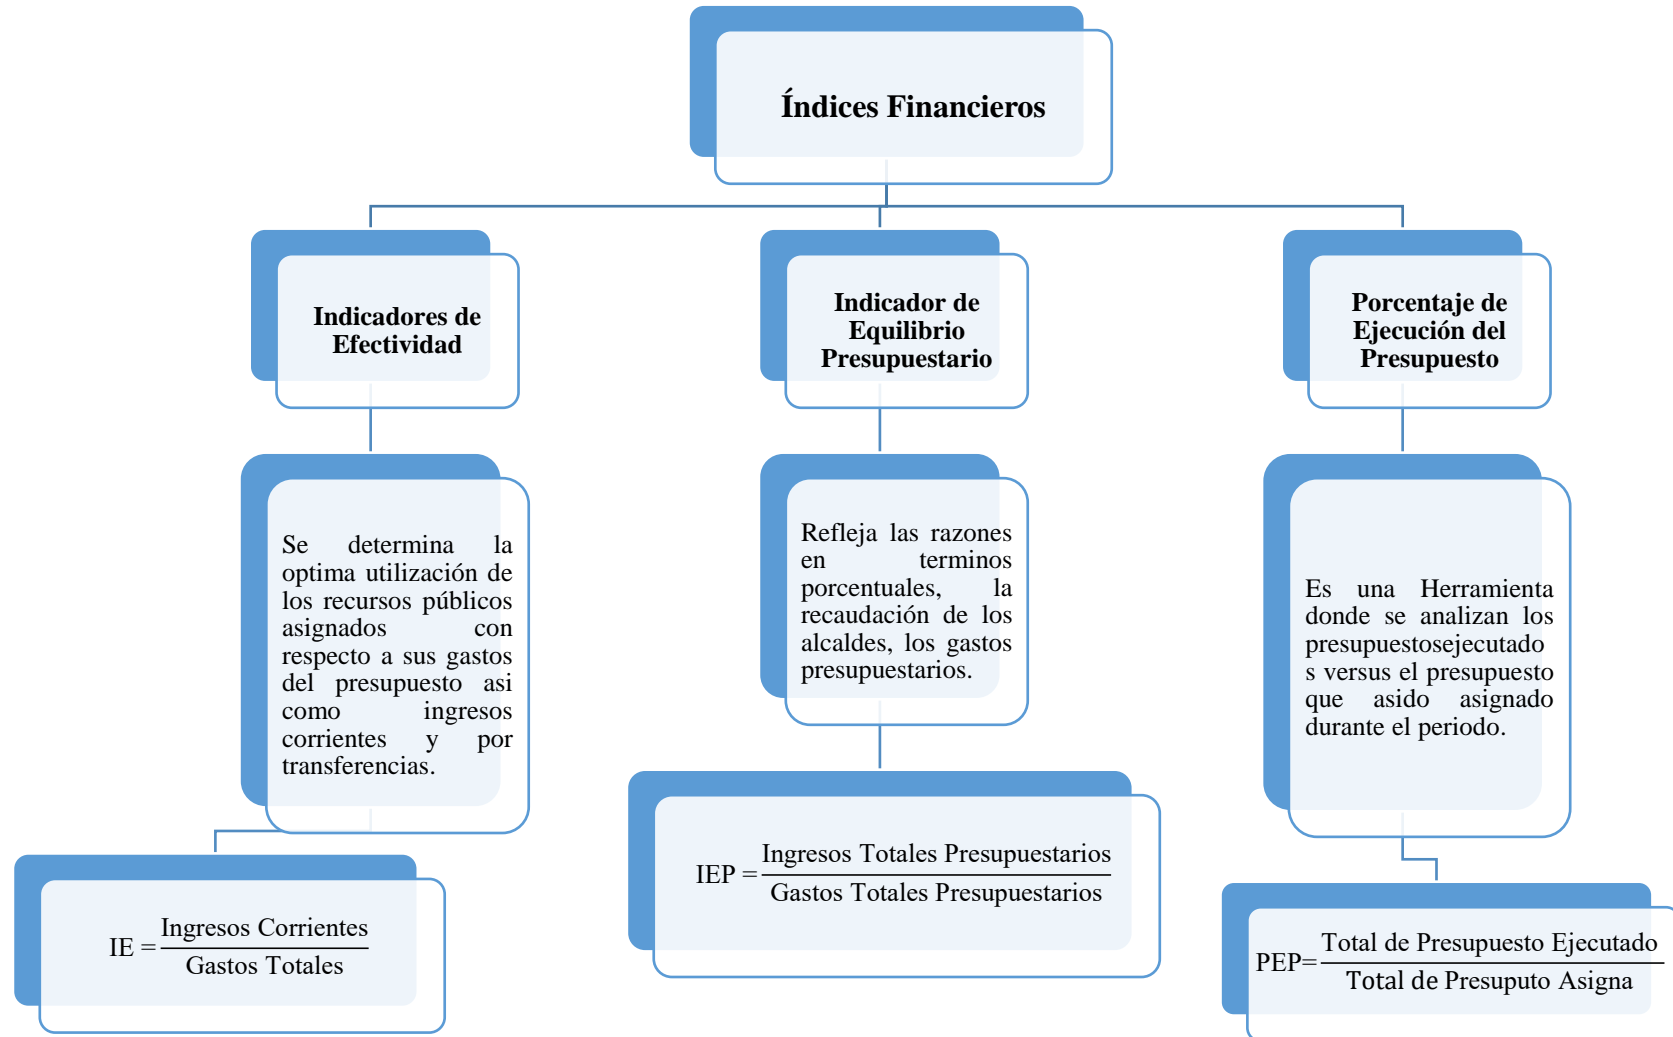 Índices Financieros
Indicadores de
Efectividad
Se determina la
optima utilización de
los recursos públicos
asignados con
respecto a sus gastos
del presupuesto asi
como ingresos
corrientes y por
transferencias.
IE = Ingresos Corrientes
Gastos Totales
Indicador de
Equilibrio
Presupuestario
Refleja las razones
en terminos
porcentuales, la
recaudación de los
alcaldes, los gastos
presupuestarios.
IEP = Ingresos Totales Presupuestarios
Gastos Totales Presupuestarios
Porcentaje de
Ejecución del
Presupuesto
Es una Herramienta
donde se analizan los
presupuestosejecutado
s versus el presupuesto
que asido asignado
durante el periodo.
PEP= Total de Presupuesto Ejecutado
Total de Presuputo Asigna